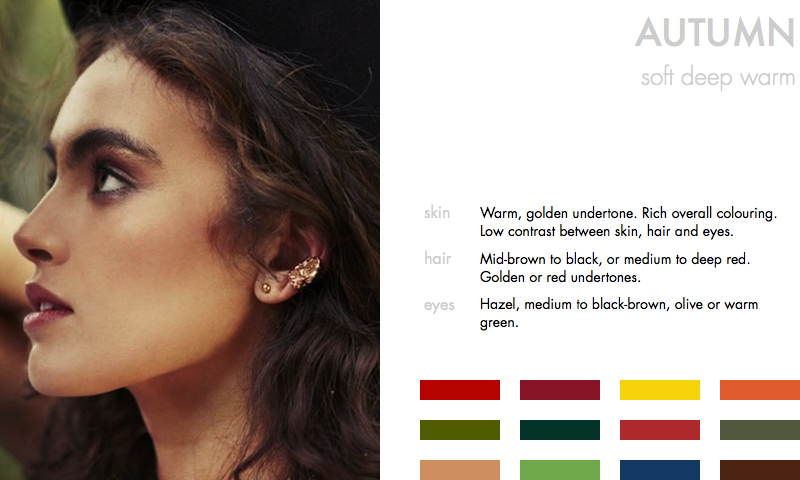 AUTUMN
soft deep warm
skin Warm, golden undertone. Rich overall colouring.
Low contrast between skin, hair and eyes.
hair Mid-brown to black, or medium to deep red.
Golden or red undertones.
eyes Hazel, medium to black-brown, olive or warm
green.